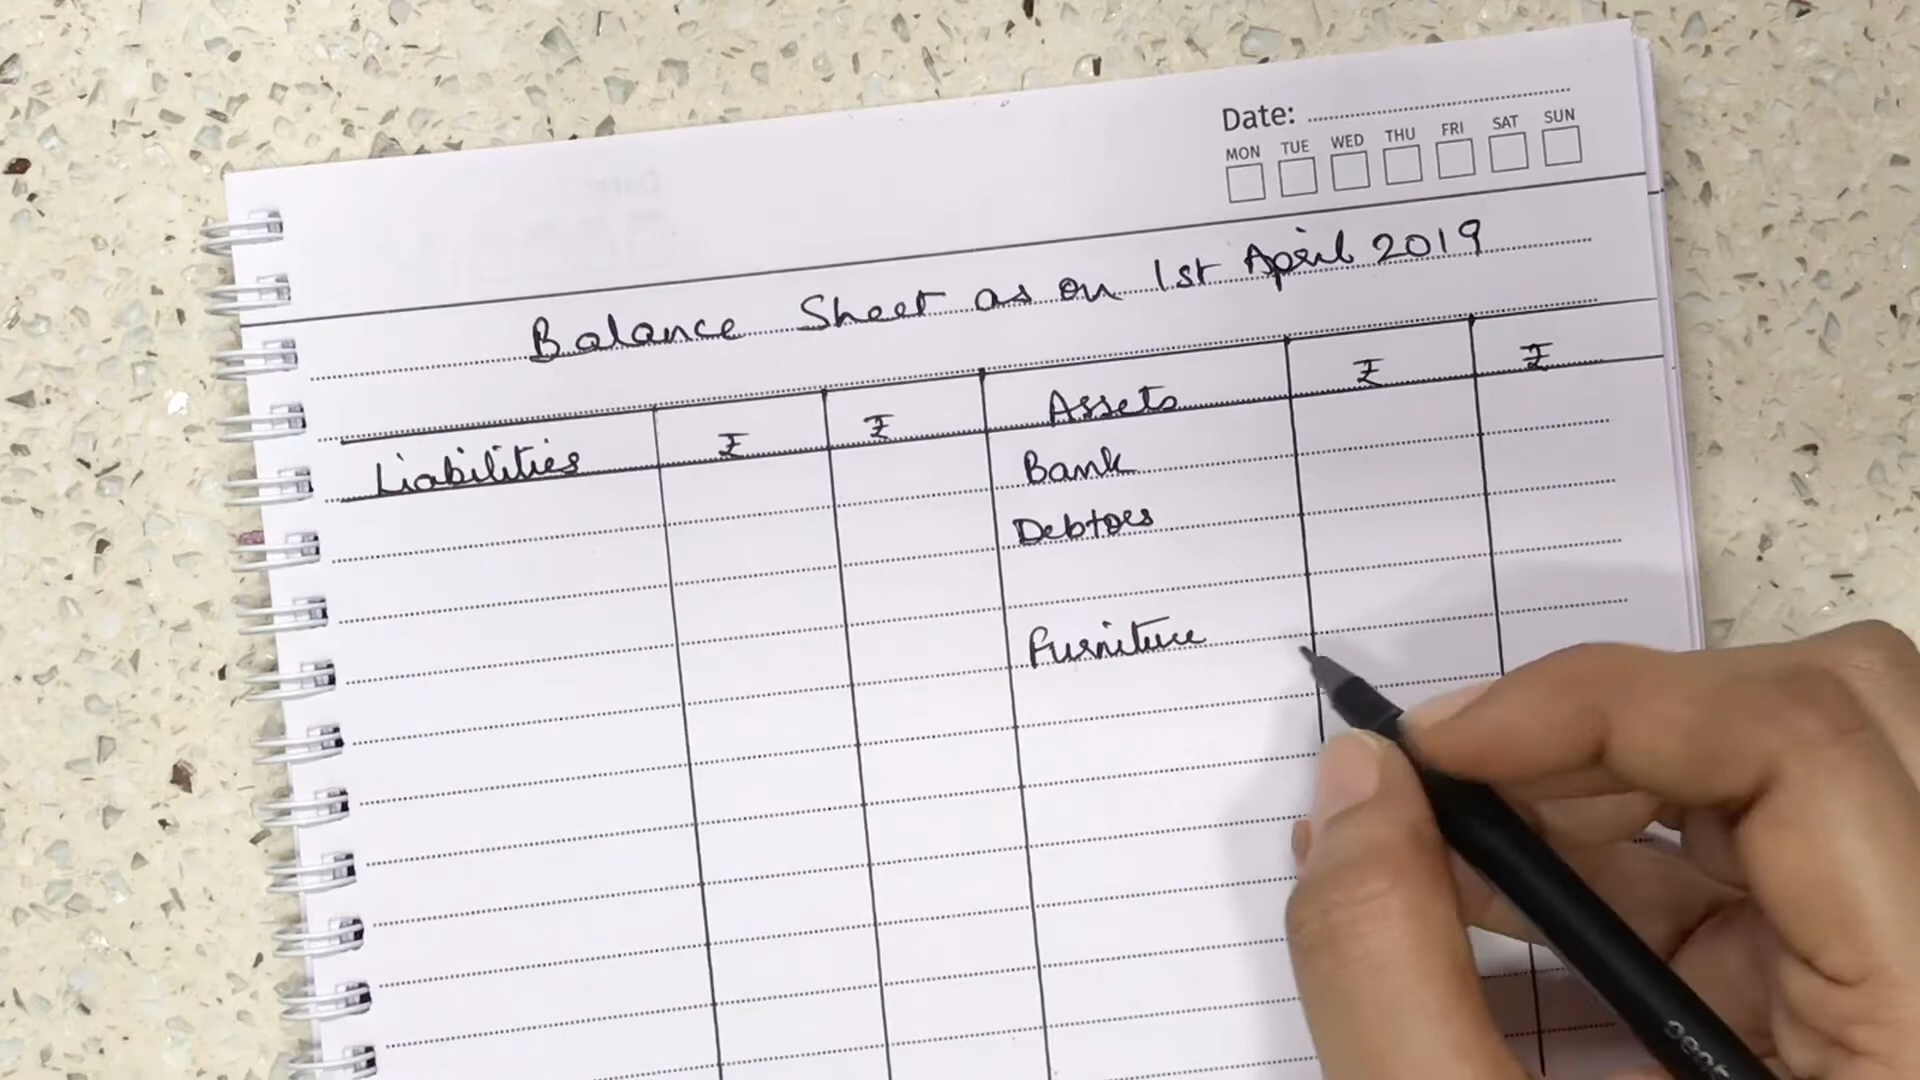 Date:
MON TUE WED THU FRI SAT SUN
Balance Sheet as on 1st April 2019
Liabilities ₹ ₹ Assets ₹ ₹
Bank
Debtors
Furniture